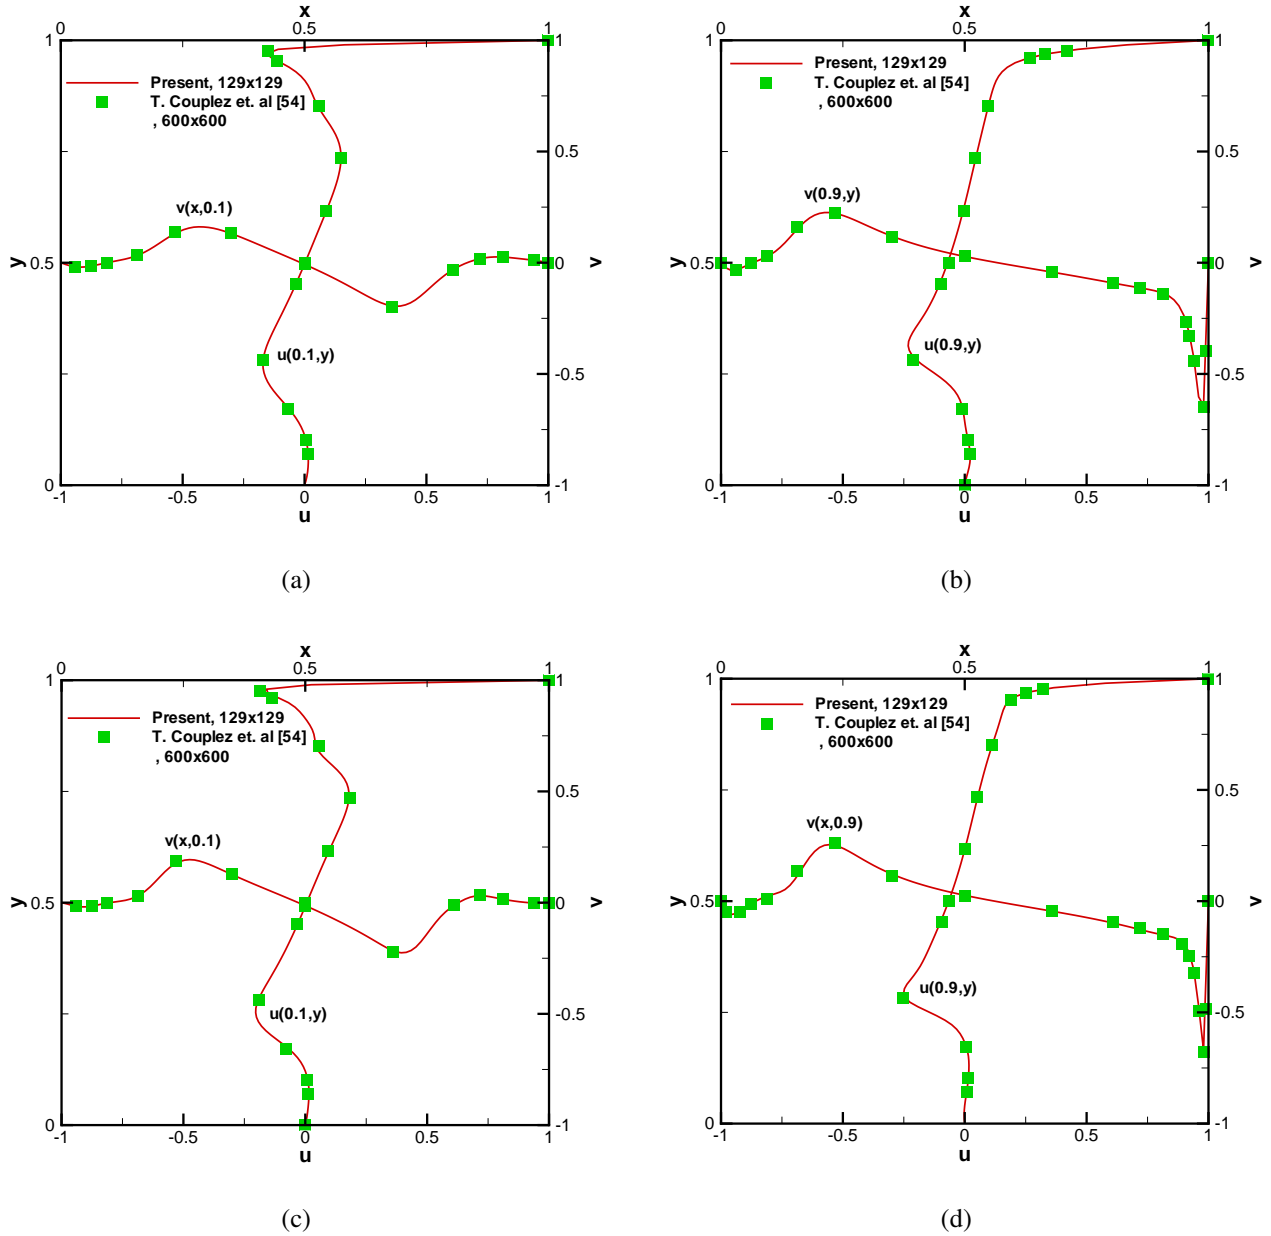 x
0
0.5
1
1
1
Present, 129x129
T. Couplez et. al [54]
, 600x600
0.5
v(x,0.1)
y
0.5
0
v
u(0.1,y)
-0.5
0
-1
-1
-0.5
0
0.5
1
u
(a)
x
0
0.5
1
1
1
Present, 129x129
T. Couplez et. al [54]
, 600x600
0.5
v(0.9,y)
y
0.5
0
v
u(0.9,y)
-0.5
0
-1
-1
-0.5
0
0.5
1
u
(b)
x
0
0.5
1
1
1
Present, 129x129
T. Couplez et. al [54]
, 600x600
0.5
v(x,0.1)
y
0.5
0
v
u(0.1,y)
-0.5
0
-1
-1
-0.5
0
0.5
1
u
(c)
x
0
0.5
1
1
1
Present, 129x129
T. Couplez et. al [54]
, 600x600
0.5
v(x,0.9)
y
0.5
0
v
u(0.9,y)
-0.5
0
-1
-1
-0.5
0
0.5
1
u
(d)